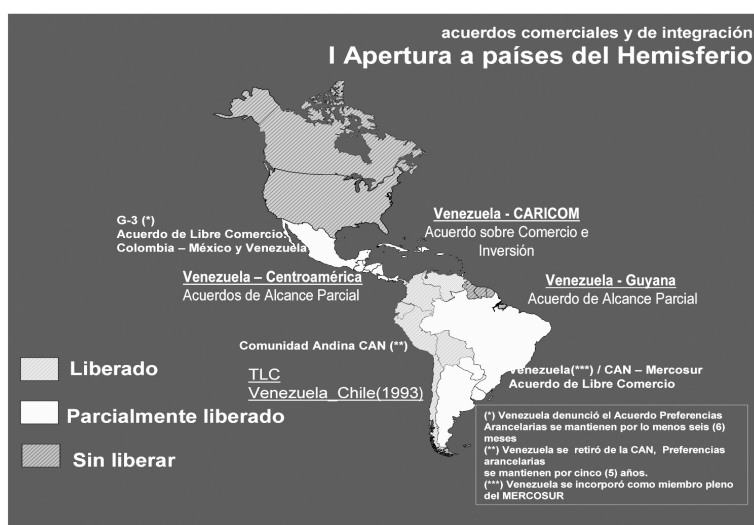 acuerdos comerciales y de integración
I Apertura a países del Hemisferio
G-3 (*)
Acuerdo de Libre Comercio:
Colombia – México y Venezuela
Venezuela - CARICOM
Acuerdo sobre Comercio e
Inversión
Venezuela – Centroamérica
Acuerdos de Alcance Parcial
Venezuela - Guyana
Acuerdo de Alcance Parcial
Comunidad Andina CAN (**)
TLC
Venezuela_Chile(1993)
Venezuela(***) / CAN – Mercosur
Acuerdo de Libre Comercio
Liberado
Parcialmente liberado
Sin liberar
(*) Venezuela denunció el Acuerdo Preferencias
Arancelarias se mantienen por lo menos seis (6)
meses
(**) Venezuela se retiró de la CAN, Preferencias
arancelarias
se mantienen por cinco (5) años.
(***) Venezuela se incorporó como miembro pleno
del MERCOSUR